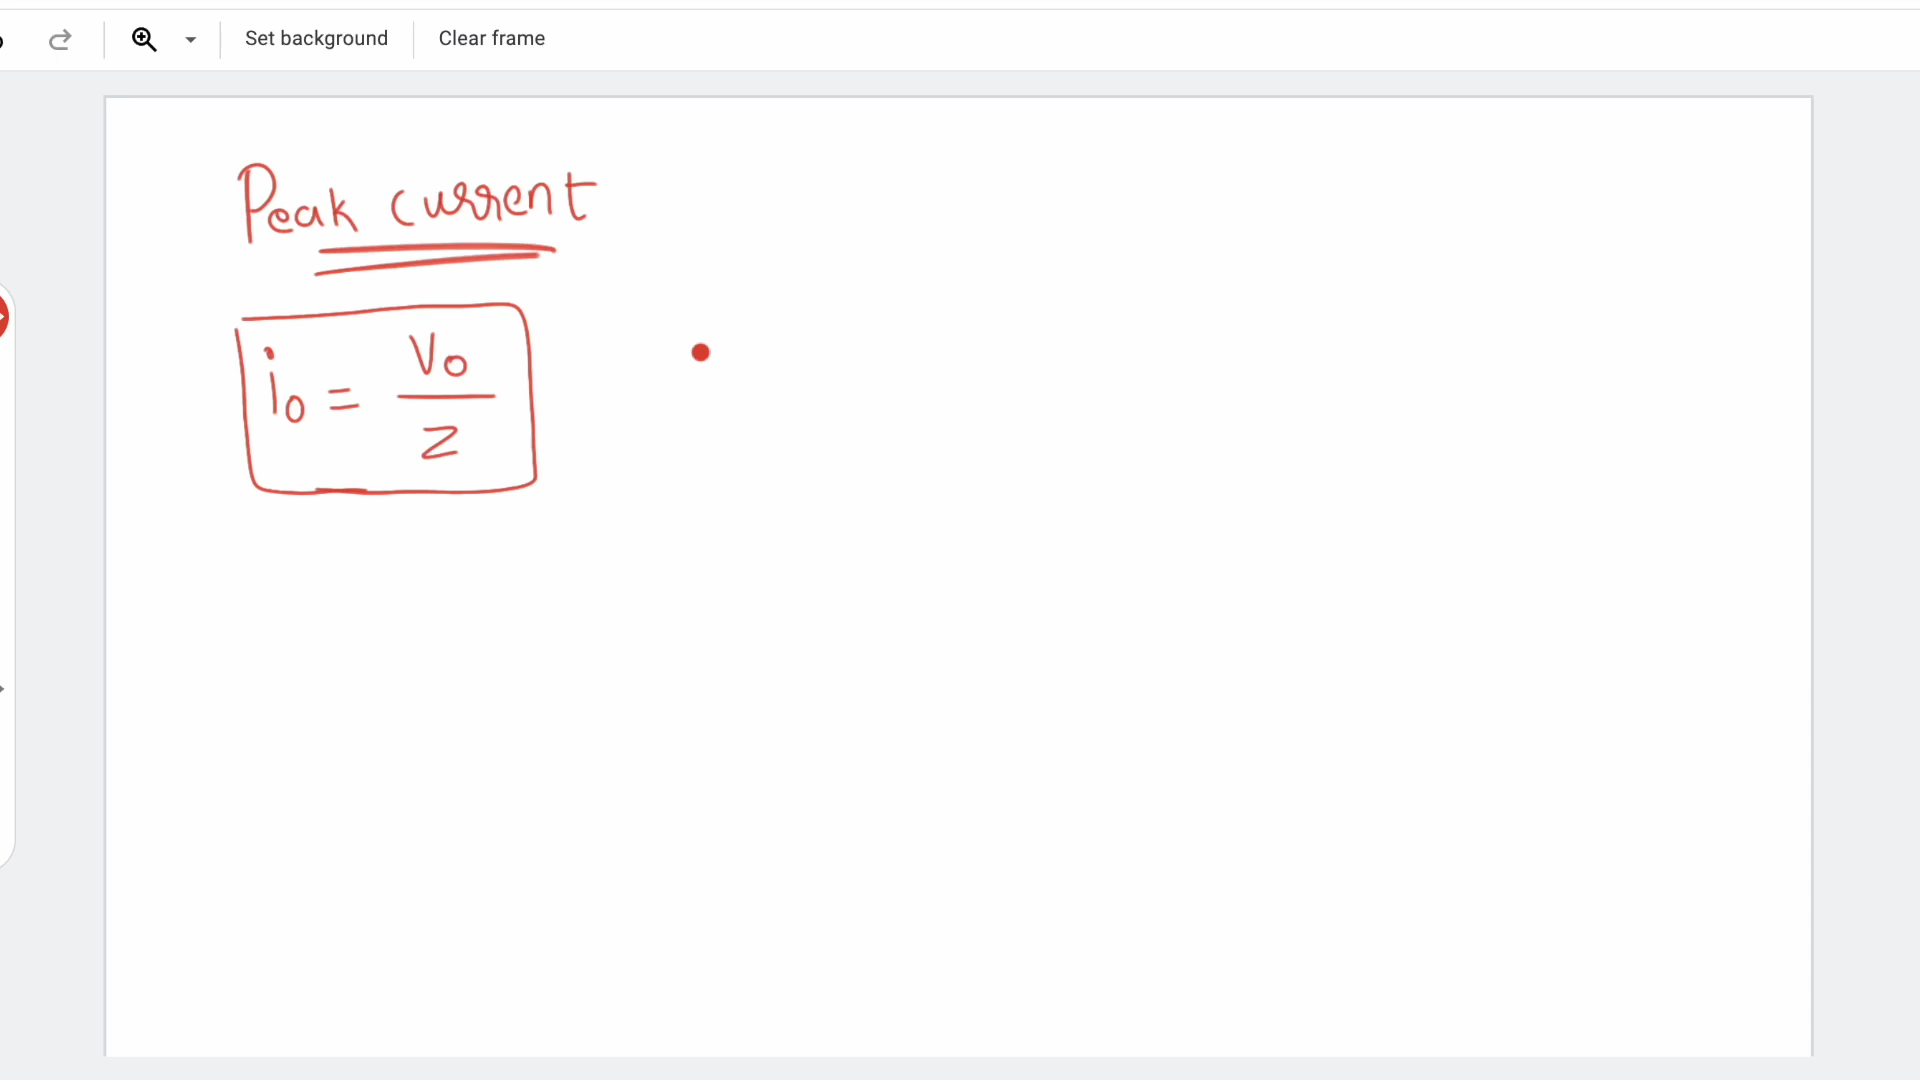 Set background Clear frame
Peak current
i₀ = V₀ / Z